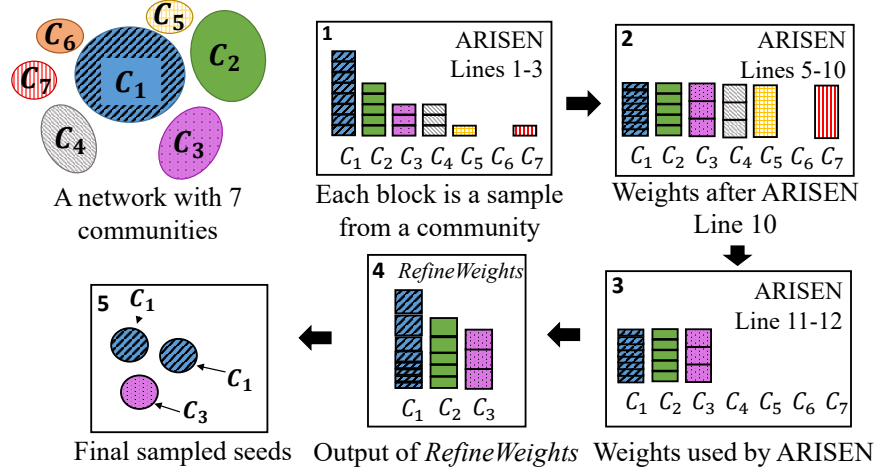 C₅
C₆
C₁
C₂
C₇
C₄
C₃
A network with 7
communities
1
ARISEN
Lines 1-3
C₁ C₂ C₃ C₄ C₅ C₆ C₇
Each block is a sample
from a community
2
ARISEN
Lines 5-10
C₁ C₂ C₃ C₄ C₅ C₆ C₇
Weights after ARISEN
Line 10
3
ARISEN
Line 11-12
C₁ C₂ C₃ C₄ C₅ C₆ C₇
Weights used by ARISEN
4
RefineWeights
C₁ C₂ C₃
Output of RefineWeights
5
C₁
C₁
C₃
Final sampled seeds